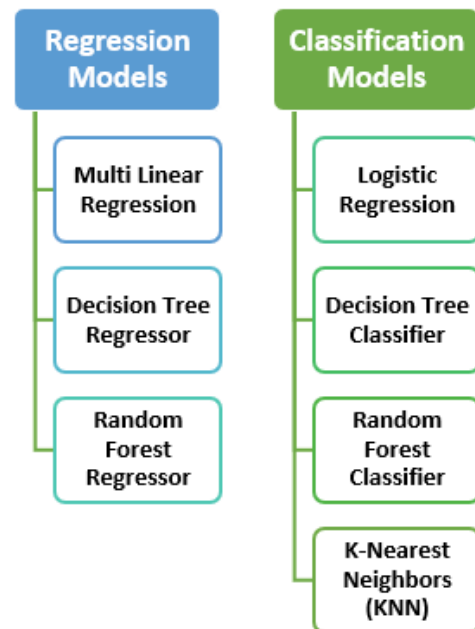 Regression
Models
Multi Linear
Regression
Decision Tree
Regressor
Random
Forest
Regressor
Classification
Models
Logistic
Regression
Decision Tree
Classifier
Random
Forest
Classifier
K-Nearest
Neighbors
(KNN)